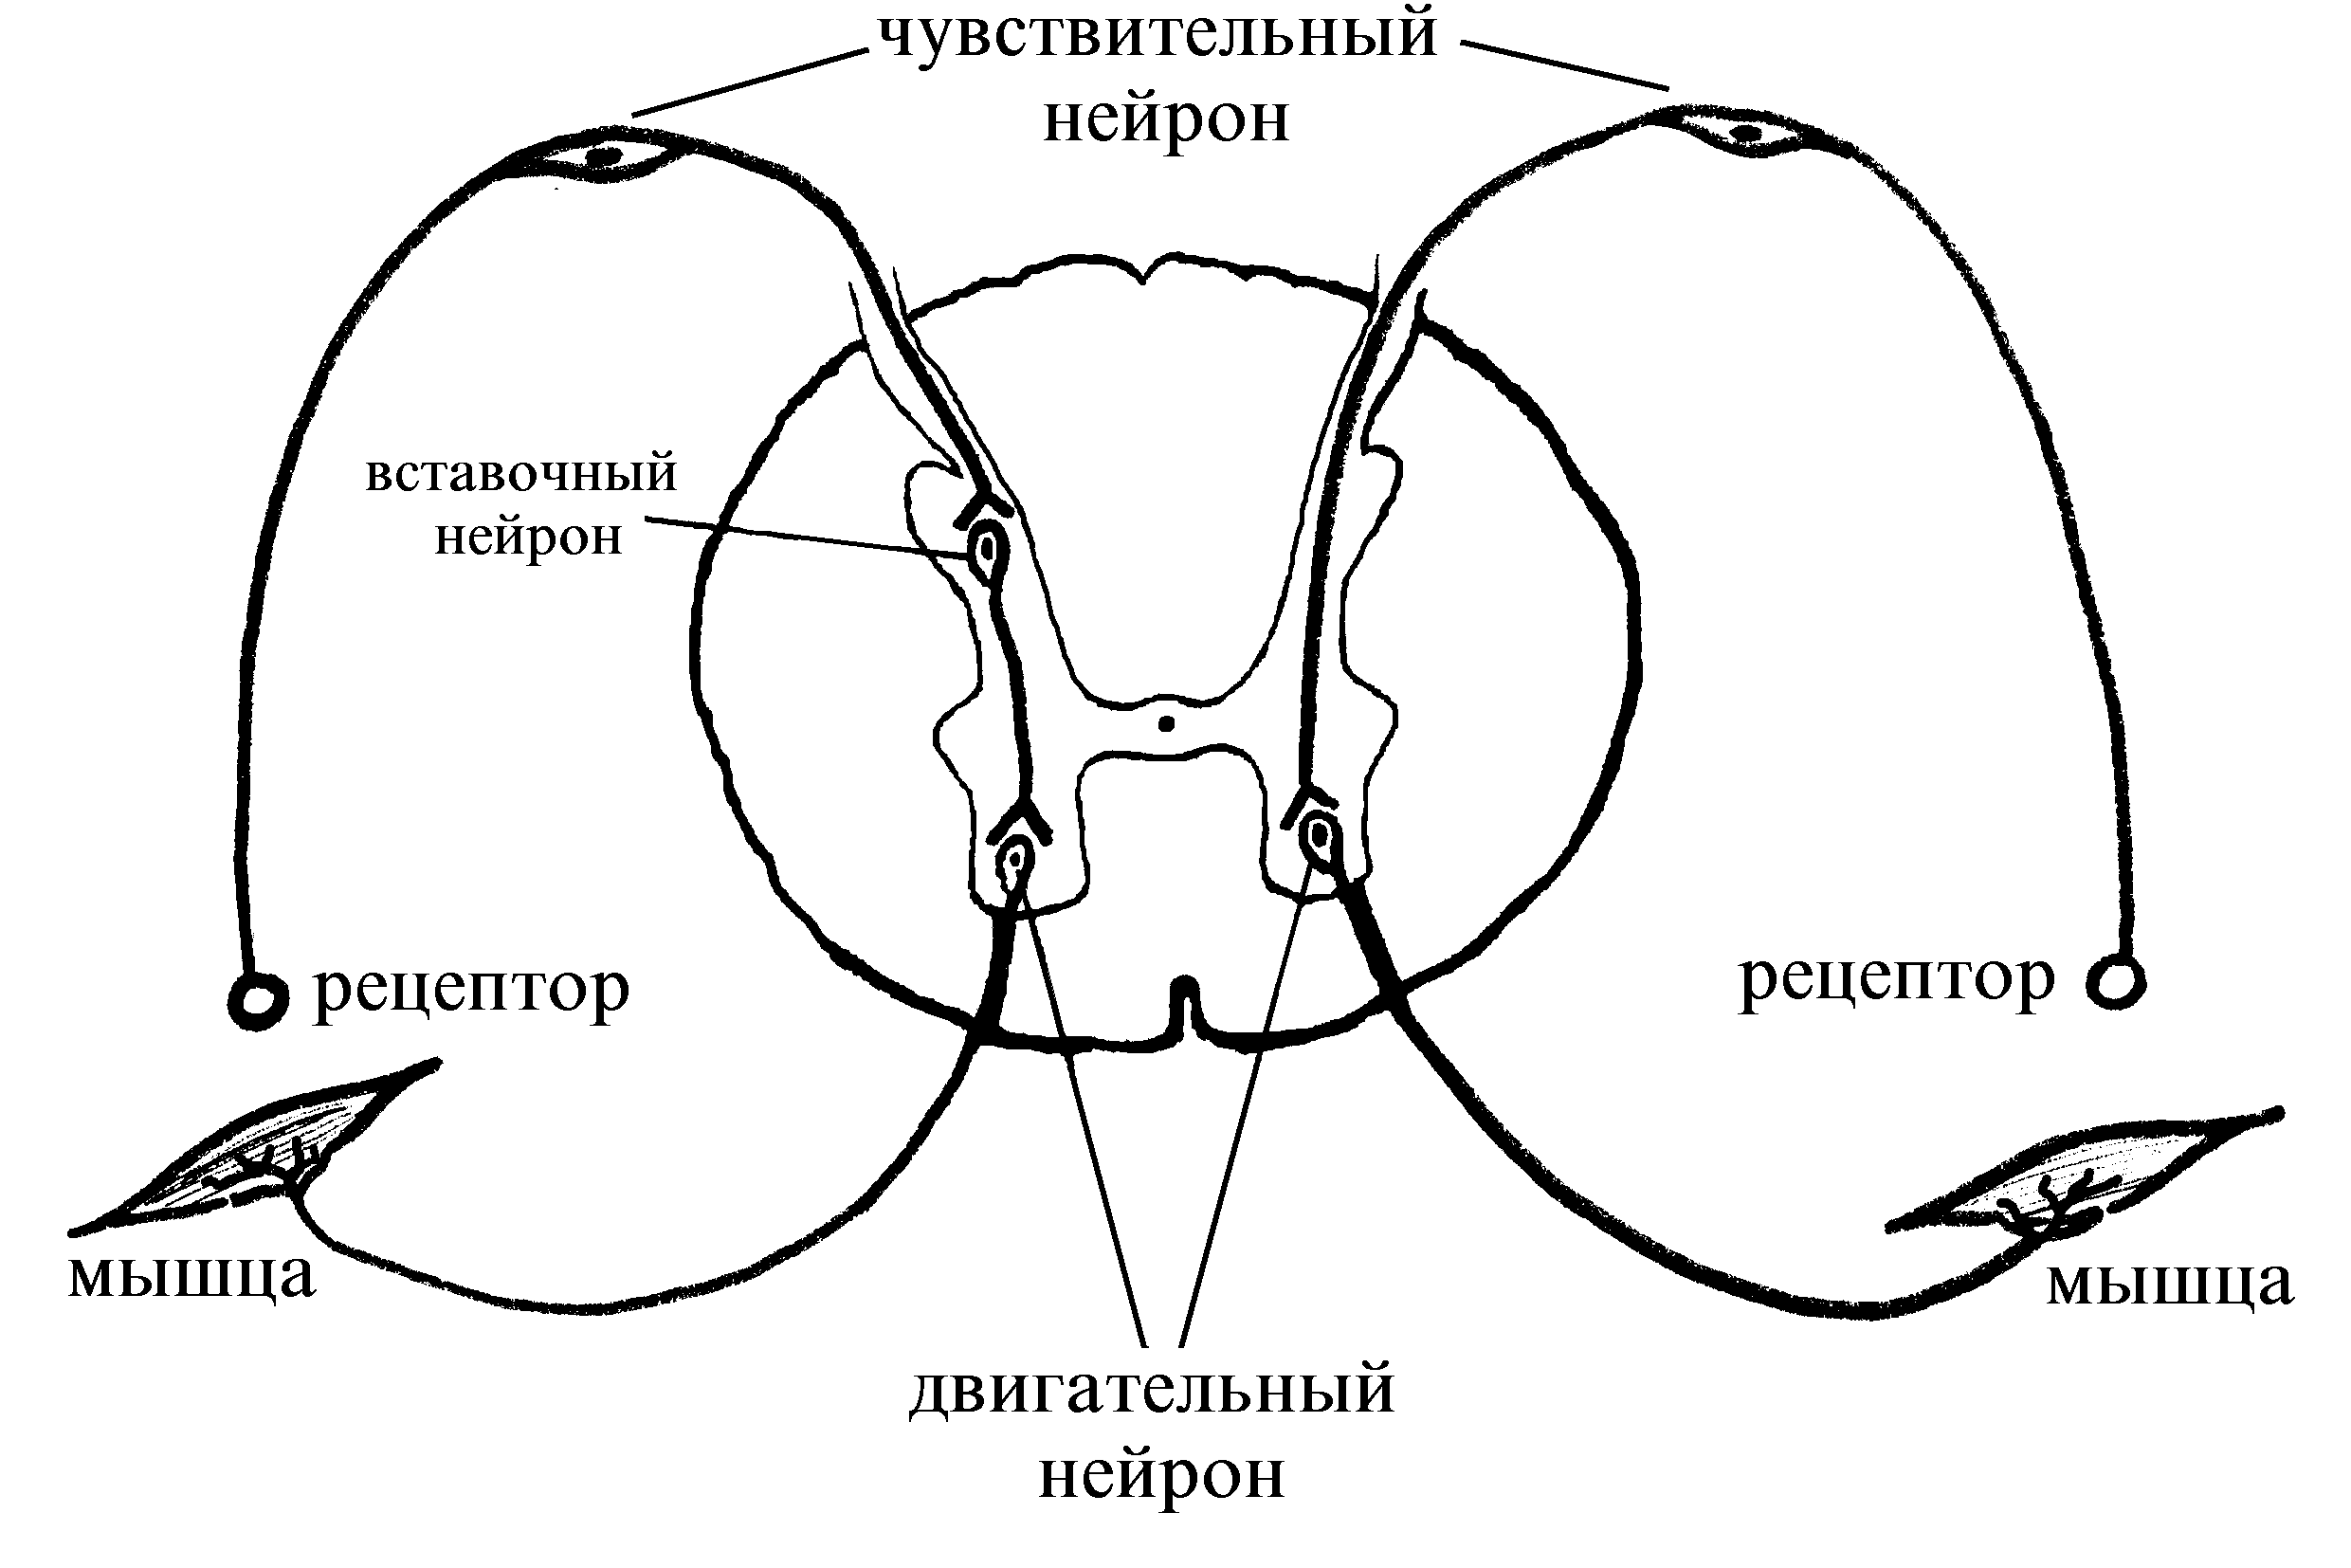 чувствительный
нейрон
вставочный
нейрон
рецептор
рецептор
мышца
мышца
двигательный
нейрон